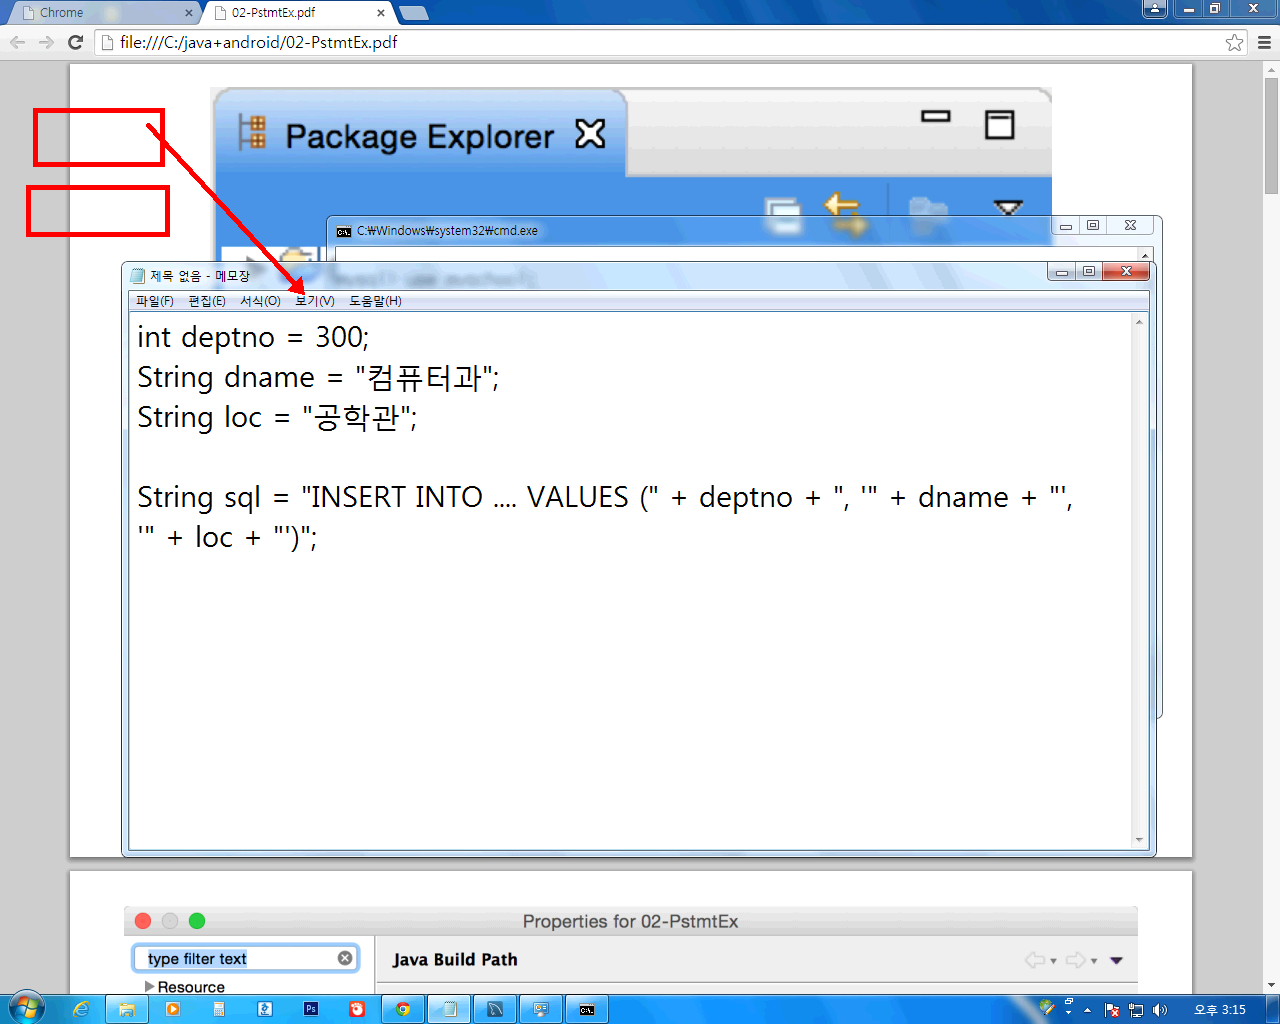 Chrome
02-PstmtEx.pdf
file:///C:/java+android/02-PstmtEx.pdf
Package Explorer
C:\Windows\system32\cmd.exe
제목 없음 - 메모장
파일(F) 편집(E) 서식(O) 보기(V) 도움말(H)
int deptno = 300;
String dname = "컴퓨터과";
String loc = "공학관";
String sql = "INSERT INTO .... VALUES (" + deptno + ", '" + dname + "',
'" + loc + "')";
Properties for 02-PstmtEx
type filter text
Java Build Path
Resource
오후 3:15